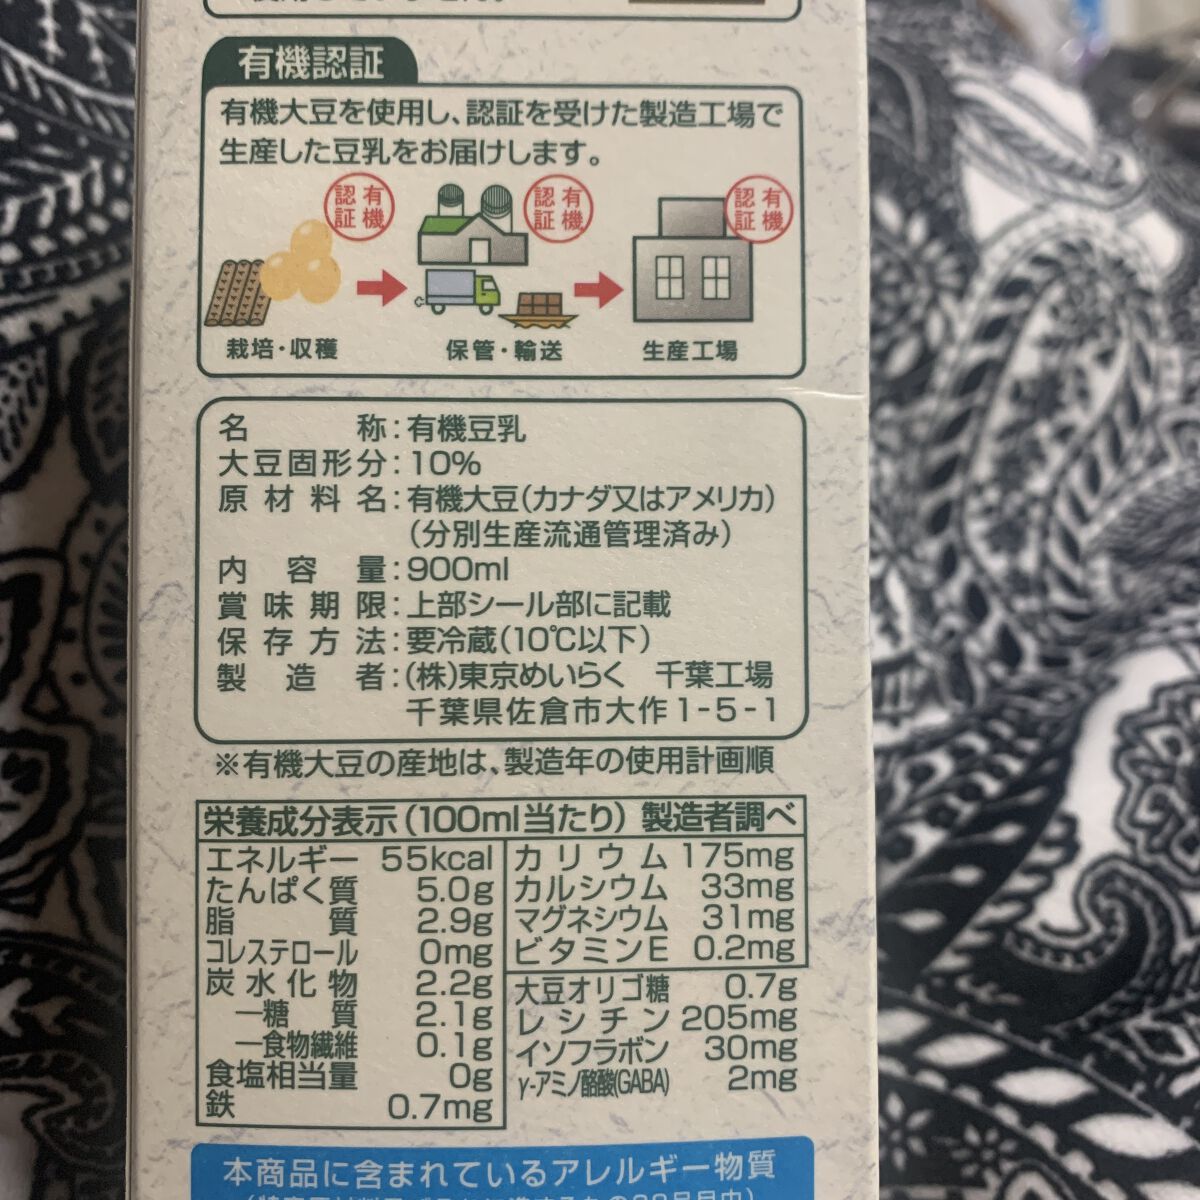 有機認証
有機大豆を使用し、認証を受けた製造工場で
生産した豆乳をお届けします。
有機認証
有機認証
有機認証
栽培・収穫
保管・輸送
生産工場
名称:有機豆乳
大豆固形分:10%
原材料名:有機大豆(カナダ又はアメリカ)
(分別生産流通管理済み)
内容量:900ml
賞味期限:上部シール部に記載
保存方法:要冷蔵(10℃以下)
製造者:(株)東京めいらく 千葉工場
千葉県佐倉市大作1-5-1
※有機大豆の産地は、製造年の使用計画順
栄養成分表示(100ml当たり) 製造者調べ
エネルギー 55kcal
たんぱく質 5.0g
脂質 2.9g
コレステロール 0mg
炭水化物 2.2g
―糖質 2.1g
―食物繊維 0.1g
食塩相当量 0g
鉄 0.7mg
カリウム 175mg
カルシウム 33mg
マグネシウム 31mg
ビタミンE 0.2mg
大豆オリゴ糖 0.7g
レシチン 205mg
イソフラボン 30mg
γ-アミノ酪酸(GABA) 2mg
本商品に含まれているアレルギー物質